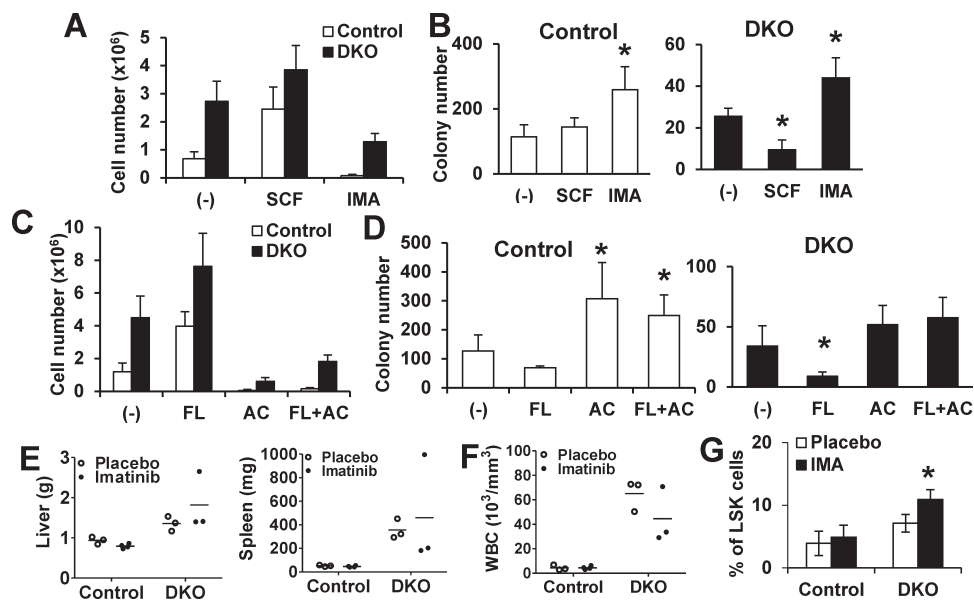 A
Control
DKO
Cell number (x10⁶)
5
4
3
2
1
0
(-) SCF IMA
B
Control
Colony number
400
200
0
*
(-) SCF IMA
DKO
60
40
20
0
* *
(-) SCF IMA
C
Control
DKO
Cell number (x10⁶)
10
8
6
4
2
0
(-) FL AC FL+AC
D
Control
Colony number
500
400
300
200
100
0
* *
(-) FL AC FL+AC
DKO
100
50
0
*
(-) FL AC FL+AC
E
Placebo
Imatinib
Liver (g)
3
2
1
0
Control DKO
Placebo
Imatinib
Spleen (mg)
1000
800
600
400
200
0
Control DKO
F
Placebo
Imatinib
WBC (10³/mm³)
100
80
60
40
20
0
Control DKO
G
Placebo
IMA
% of LSK cells
20
10
0
*
Control DKO